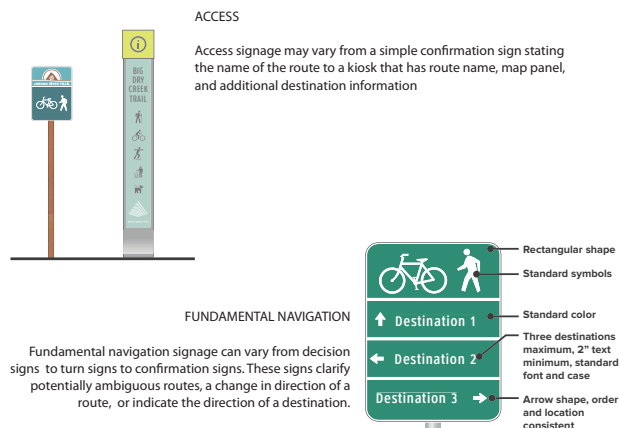 ACCESS
Access signage may vary from a simple confirmation sign stating
the name of the route to a kiosk that has route name, map panel,
and additional destination information
BIG
DRY
CREEK
TRAIL
FUNDAMENTAL NAVIGATION
Fundamental navigation signage can vary from decision
signs to turn signs to confirmation signs. These signs clarify
potentially ambiguous routes, a change in direction of a
route, or indicate the direction of a destination.
Destination 1
Destination 2
Destination 3
Rectangular shape
Standard symbols
Standard color
Three destinations
maximum, 2" text
minimum, standard
font and case
Arrow shape, order
and location
consistent